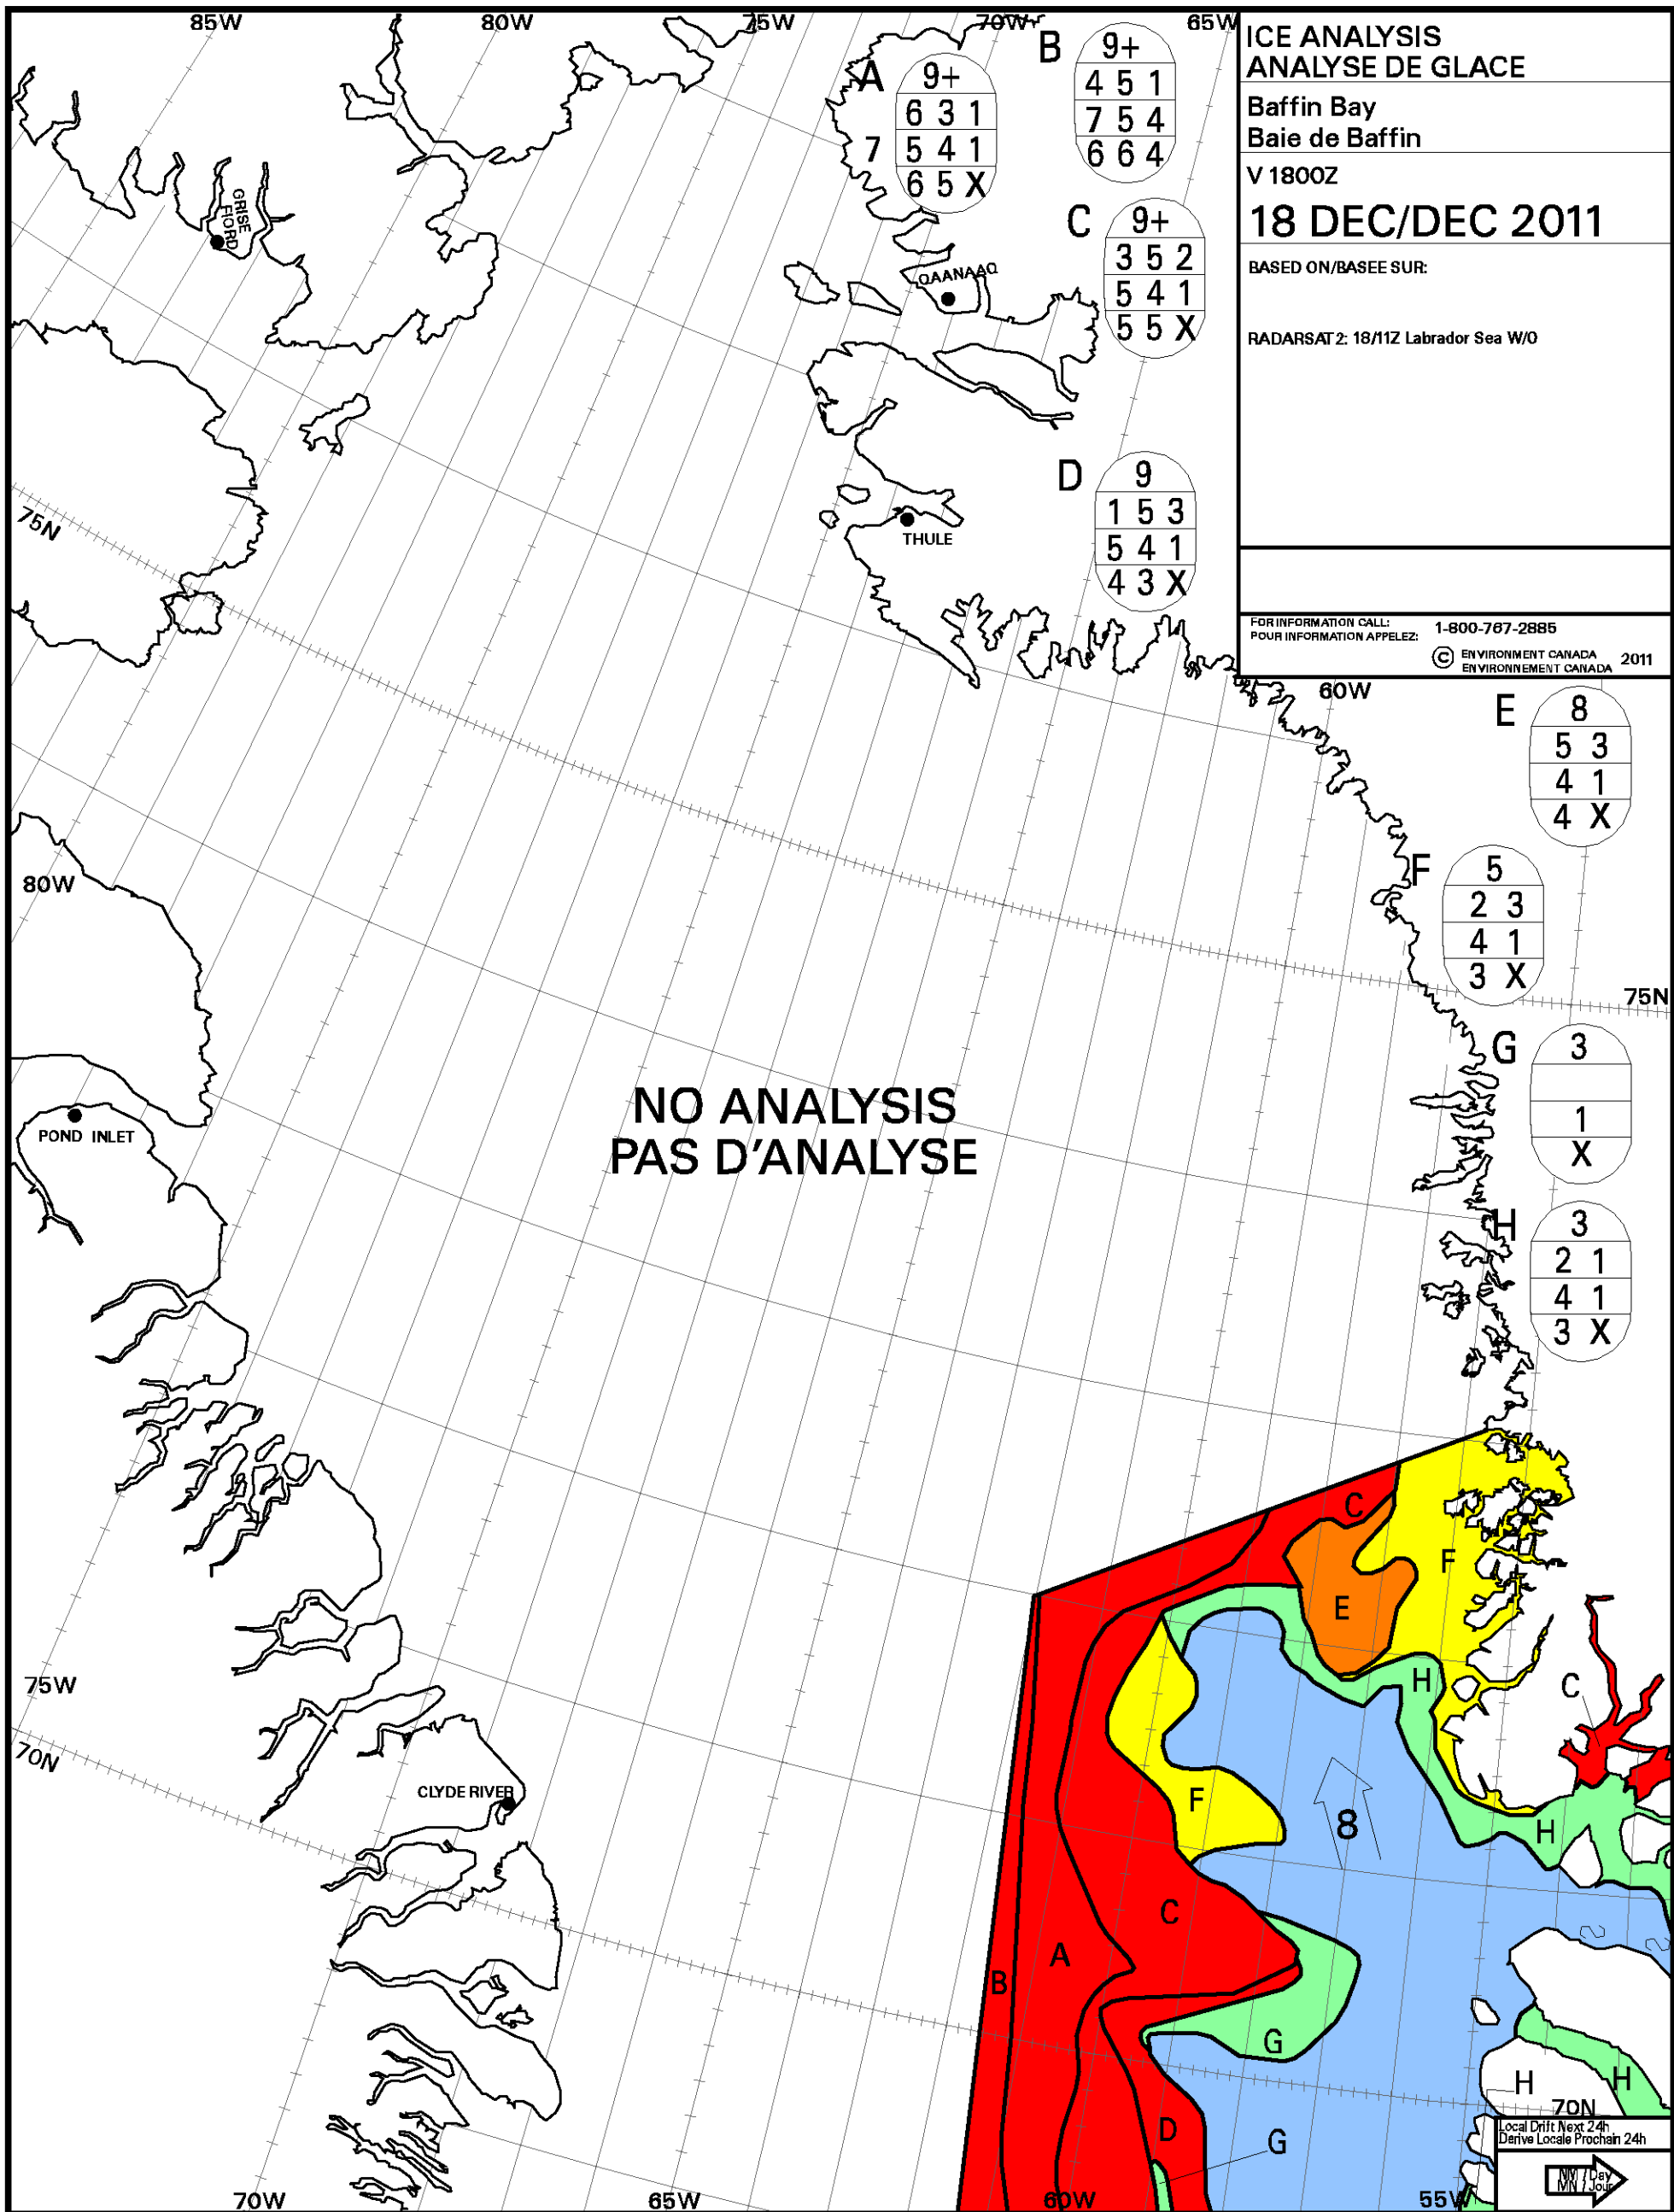 85W
80W
75W
70W
65W
ICE ANALYSIS
ANALYSE DE GLACE
Baffin Bay
Baie de Baffin
V 1800Z
18 DEC/DEC 2011
BASED ON/BASEE SUR:
RADARSAT 2: 18/11Z Labrador Sea W/O
FOR INFORMATION CALL:
POUR INFORMATION APPELEZ:
1-800-767-2885
© ENVIRONMENT CANADA
ENVIRONNEMENT CANADA
2011
A
9+
6 3 1
7 5 4 1
6 5 X
B
9+
4 5 1
7 5 4
6 6 4
C
9+
3 5 2
5 4 1
5 5 X
D
9
1 5 3
5 4 1
4 3 X
GRISE
FIORD
QAANAAQ
THULE
75N
60W
E
8
5 3
4 1
4 X
F
5
2 3
4 1
3 X
80W
75N
G
3
1
X
H
3
2 1
4 1
3 X
POND INLET
NO ANALYSIS
PAS D'ANALYSE
C
F
E
H
C
75W
70N
CLYDE RIVER
F
8
H
C
A
B
G
H
H
70N
D
G
Local Drift Next 24h
Derive Locale Prochain 24h
NM / Day
MN / Jour
70W
65W
60W
55W